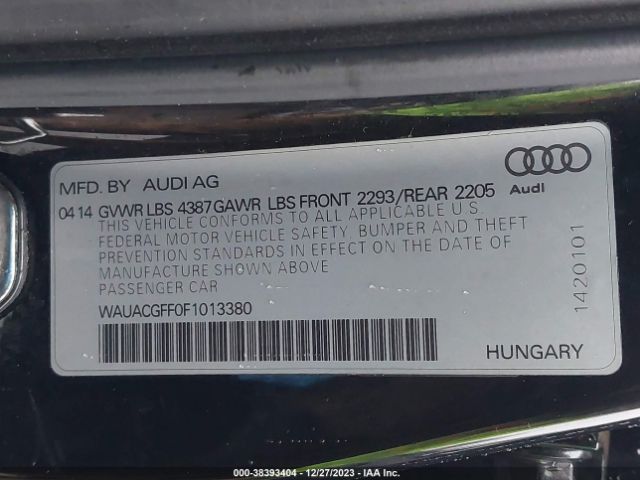 MFD. BY AUDI AG
Audi
04 14 GVWR LBS 4387 GAWR LBS FRONT 2293/REAR 2205
THIS VEHICLE CONFORMS TO ALL APPLICABLE U.S.
FEDERAL MOTOR VEHICLE SAFETY, BUMPER AND THEFT
PREVENTION STANDARDS IN EFFECT ON THE DATE OF
MANUFACTURE SHOWN ABOVE
PASSENGER CAR
WAUACGFF0F1013380
1420101
HUNGARY
000-38393404 - 12/27/2023 - IAA Inc.